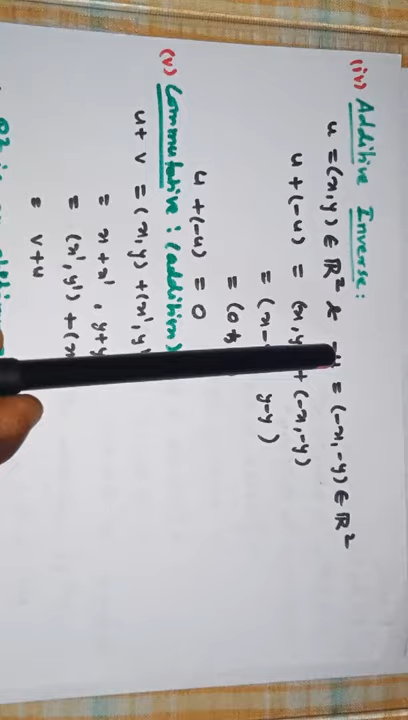 (iv) Additive Inverse:
u = (x,y) ∈ ℝ² & -u = (-x,-y) ∈ ℝ²
u + (-u) = (x,y) + (-x,-y)
= (x- y-y)
= (0
u + (-u) = 0
(v) Commutative : (addition)
u + v = (x,y) + (x',y'
= x+x', y+y
= (x',y') + (x
= v+u